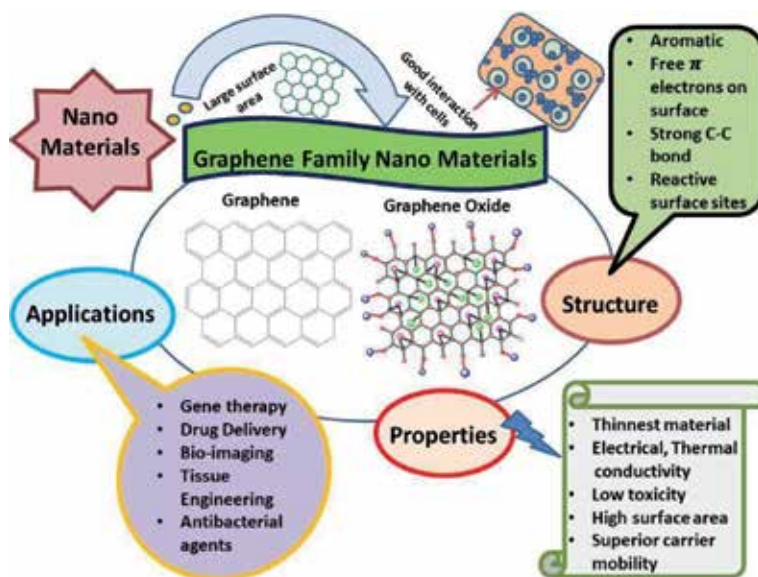 Nano
Materials
Large surface
area
Good interaction
with cells
Graphene Family Nano Materials
Graphene
Graphene Oxide
• Aromatic
• Free π
electrons on
surface
• Strong C-C
bond
• Reactive
surface sites
Applications
Structure
Properties
• Gene therapy
• Drug Delivery
• Bio-imaging
• Tissue
Engineering
• Antibacterial
agents
• Thinnest material
• Electrical, Thermal
conductivity
• Low toxicity
• High surface area
• Superior carrier
mobility